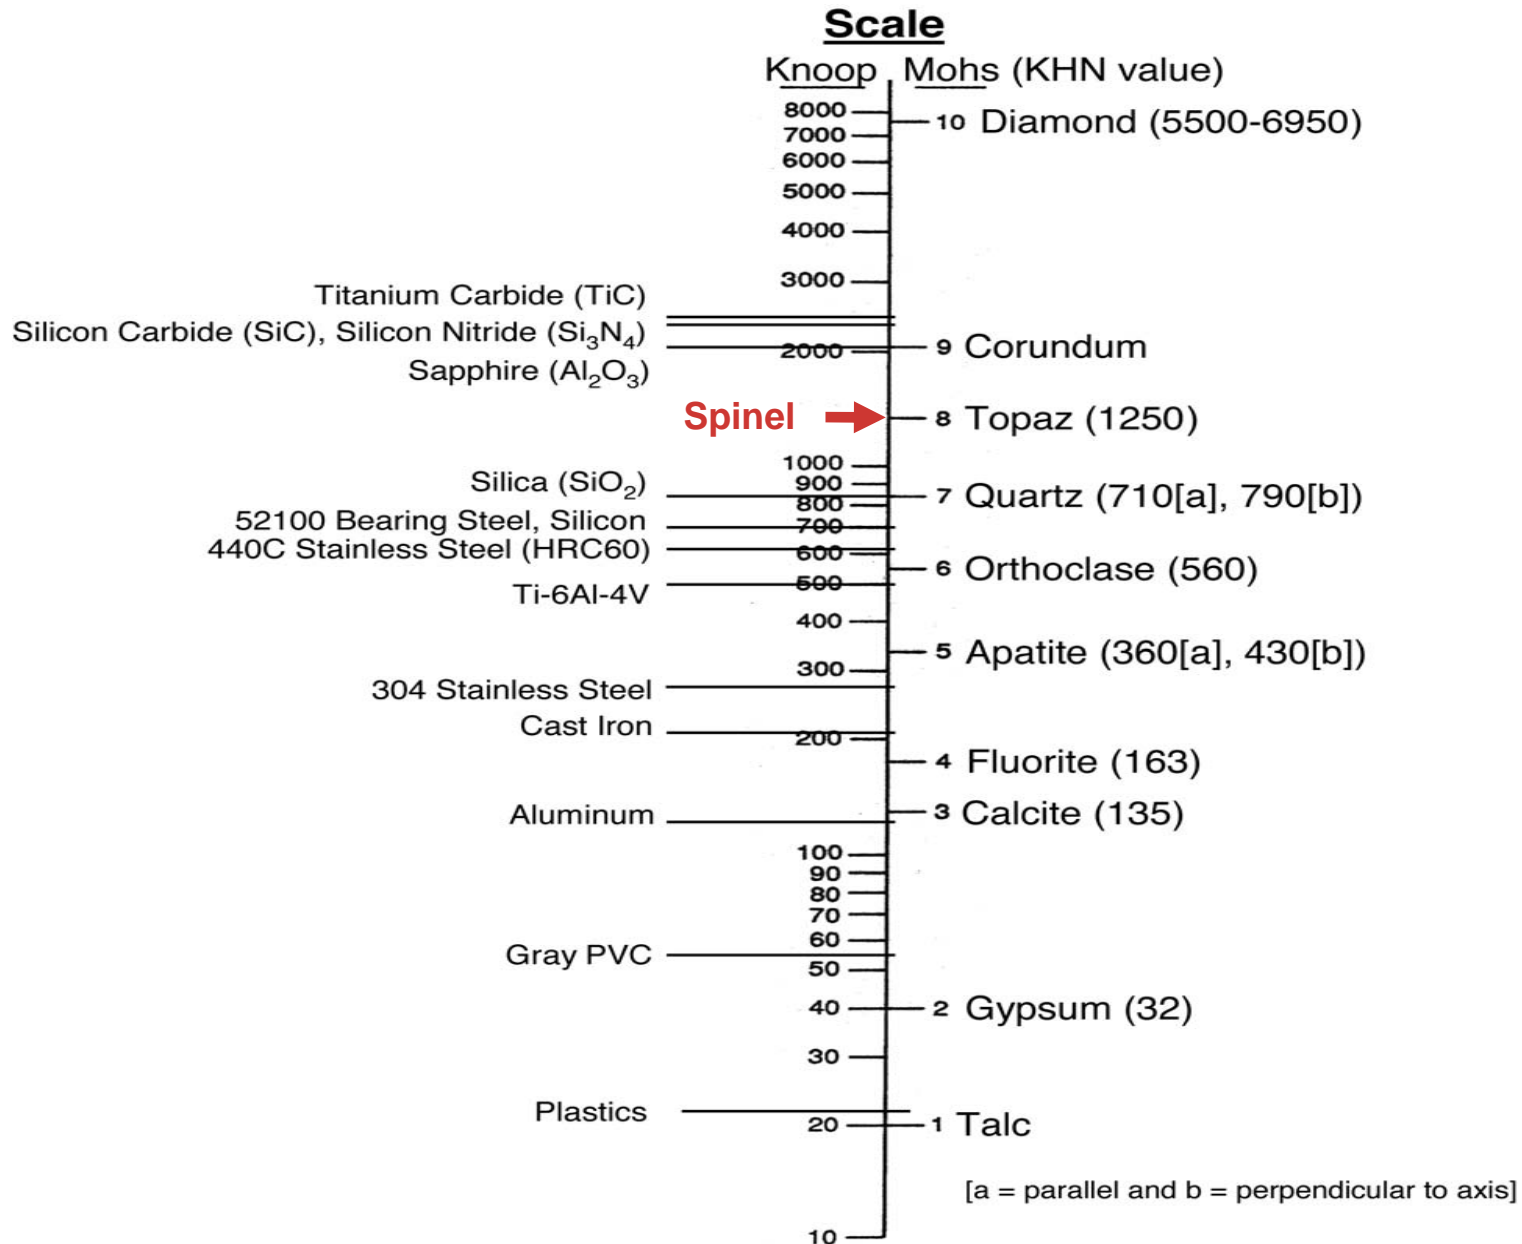 Scale
Knoop Mohs (KHN value)
8000
10 Diamond (5500-6950)
7000
6000
5000
4000
3000
Titanium Carbide (TiC)
Silicon Carbide (SiC), Silicon Nitride (Si₃N₄)
9 Corundum
2000
Sapphire (Al₂O₃)
Spinel
8 Topaz (1250)
1000
Silica (SiO₂)
900
7 Quartz (710[a], 790[b])
800
52100 Bearing Steel, Silicon
700
440C Stainless Steel (HRC60)
600
6 Orthoclase (560)
500
Ti-6Al-4V
400
5 Apatite (360[a], 430[b])
300
304 Stainless Steel
Cast Iron
200
4 Fluorite (163)
Aluminum
3 Calcite (135)
100
90
80
70
60
Gray PVC
50
40
2 Gypsum (32)
30
Plastics
20
1 Talc
[a = parallel and b = perpendicular to axis]
10